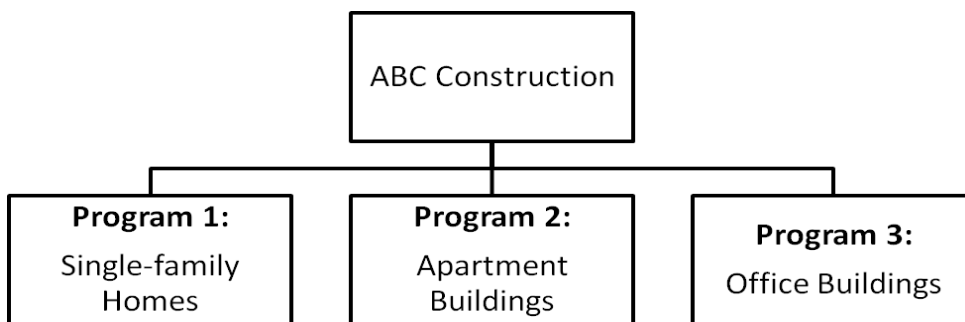 ABC Construction
Program 1:
Single-family
Homes
Program 2:
Apartment
Buildings
Program 3:
Office Buildings